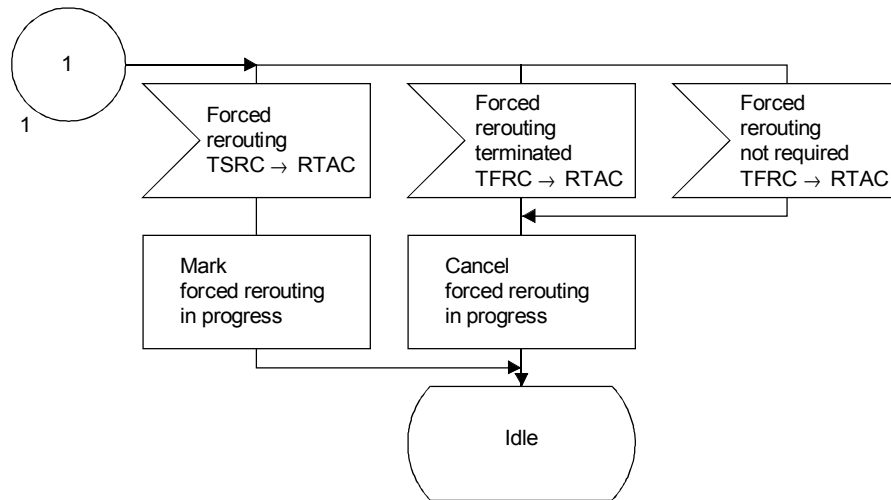 1
1
Forced
rerouting
TSRC → RTAC
Forced
rerouting
terminated
TFRC → RTAC
Forced
rerouting
not required
TFRC → RTAC
Mark
forced rerouting
in progress
Cancel
forced rerouting
in progress
Idle